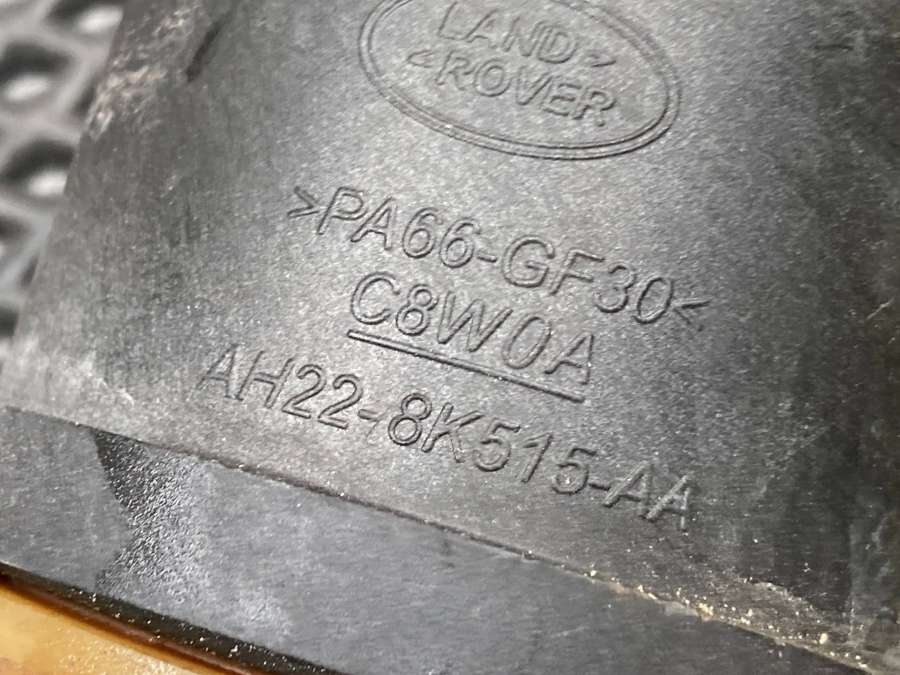 LAND
ROVER
>PA66-GF30<
C8W0A
AH22-8K515-AA